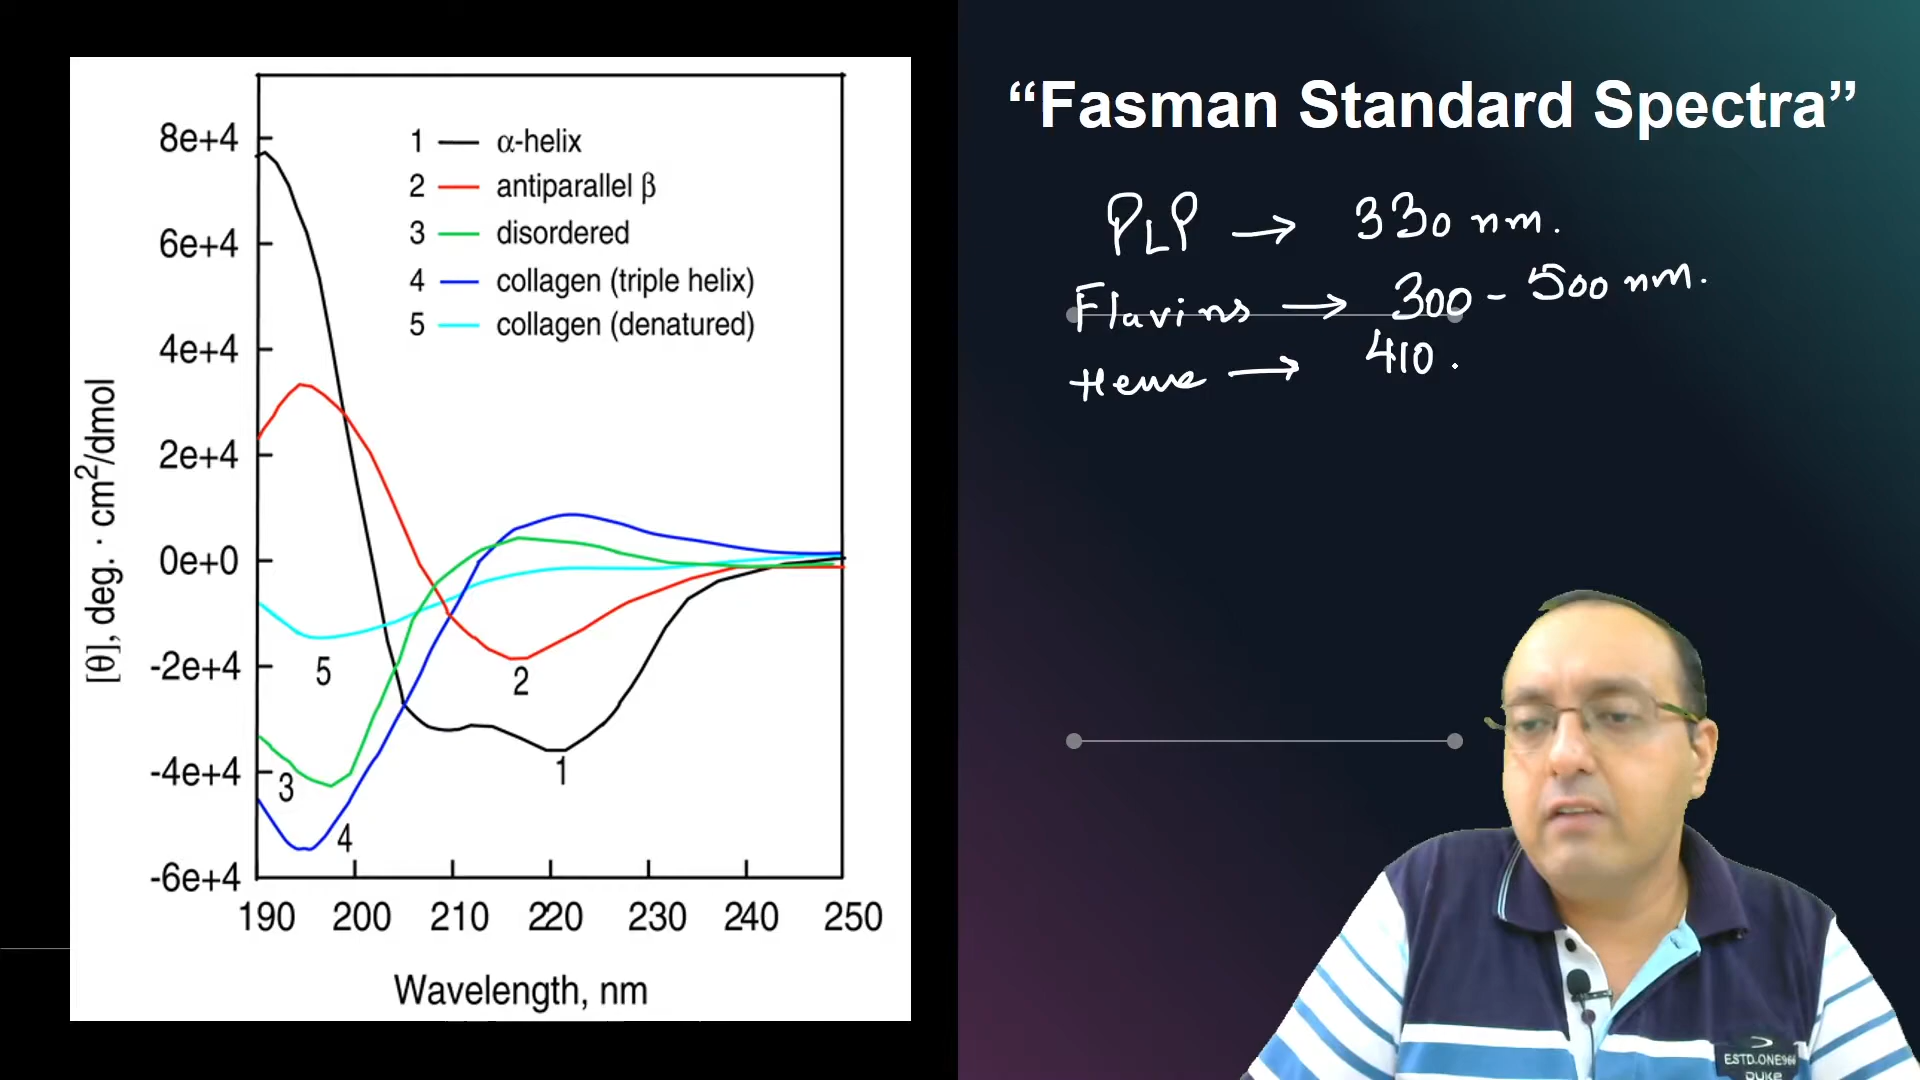 “Fasman Standard Spectra”
PLP → 330 nm.
Flavins → 300 - 500 nm.
Heme → 410.
1 — α-helix
2 — antiparallel β
3 — disordered
4 — collagen (triple helix)
5 — collagen (denatured)
[θ], deg. · cm²/dmol
8e+4
6e+4
4e+4
2e+4
0e+0
-2e+4
-4e+4
-6e+4
5
2
1
3
4
190 200 210 220 230 240 250
Wavelength, nm
ESTD.ONE966
DUKE